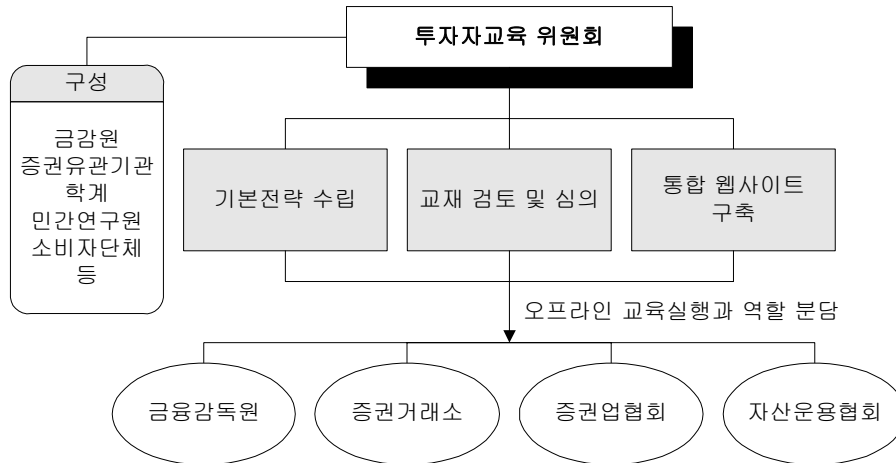 투자자교육 위원회
구성
금감원
증권유관기관
학계
민간연구원
소비자단체
등
기본전략 수립
교재 검토 및 심의
통합 웹사이트
구축
오프라인 교육실행과 역할 분담
금융감독원
증권거래소
증권업협회
자산운용협회